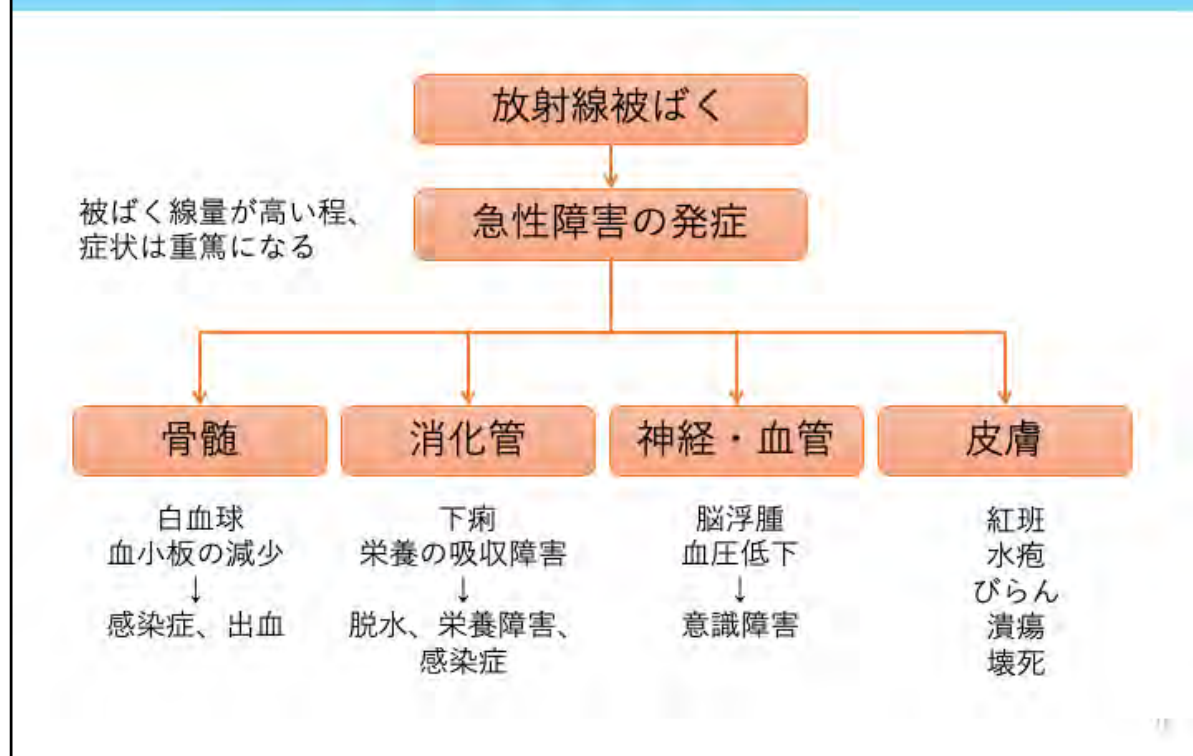 放射線被ばく
被ばく線量が高い程、
症状は重篤になる
急性障害の発症
骨髄
消化管
神経・血管
皮膚
白血球
血小板の減少
↓
感染症、出血
下痢
栄養の吸収障害
↓
脱水、栄養障害、
感染症
脳浮腫
血圧低下
↓
意識障害
紅班
水疱
びらん
潰瘍
壊死